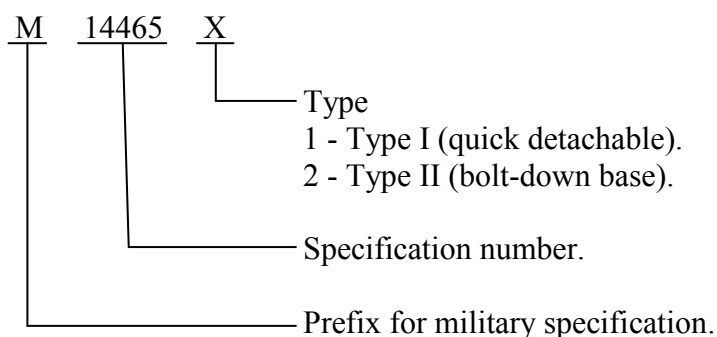 M 14465 X
Type
1 - Type I (quick detachable).
2 - Type II (bolt-down base).
Specification number.
Prefix for military specification.